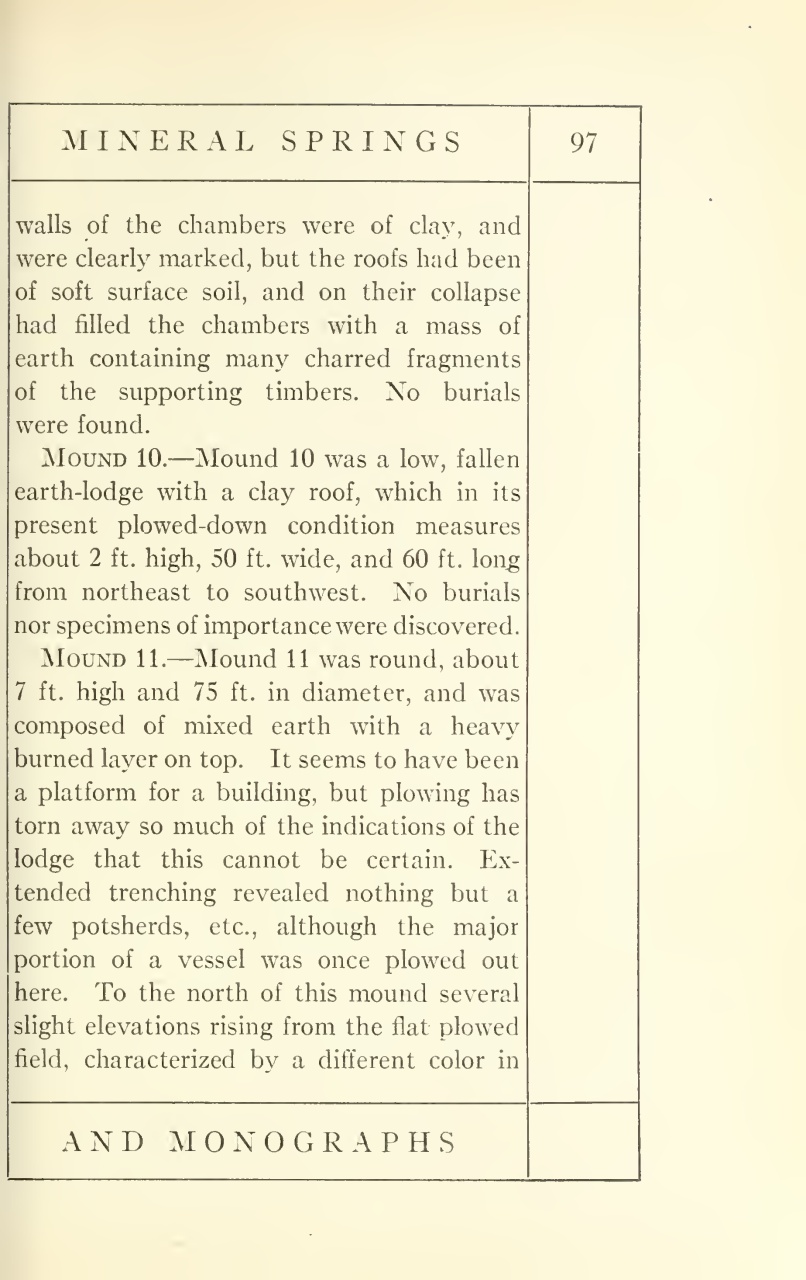 MINERAL SPRINGS
97
walls of the chambers were of clay, and
were clearly marked, but the roofs had been
of soft surface soil, and on their collapse
had filled the chambers with a mass of
earth containing many charred fragments
of the supporting timbers. No burials
were found.
MOUND 10.—Mound 10 was a low, fallen
earth-lodge with a clay roof, which in its
present plowed-down condition measures
about 2 ft. high, 50 ft. wide, and 60 ft. long
from northeast to southwest. No burials
nor specimens of importance were discovered.
MOUND 11.—Mound 11 was round, about
7 ft. high and 75 ft. in diameter, and was
composed of mixed earth with a heavy
burned layer on top. It seems to have been
a platform for a building, but plowing has
torn away so much of the indications of the
lodge that this cannot be certain. Ex-
tended trenching revealed nothing but a
few potsherds, etc., although the major
portion of a vessel was once plowed out
here. To the north of this mound several
slight elevations rising from the flat plowed
field, characterized by a different color in
AND MONOGRAPHS